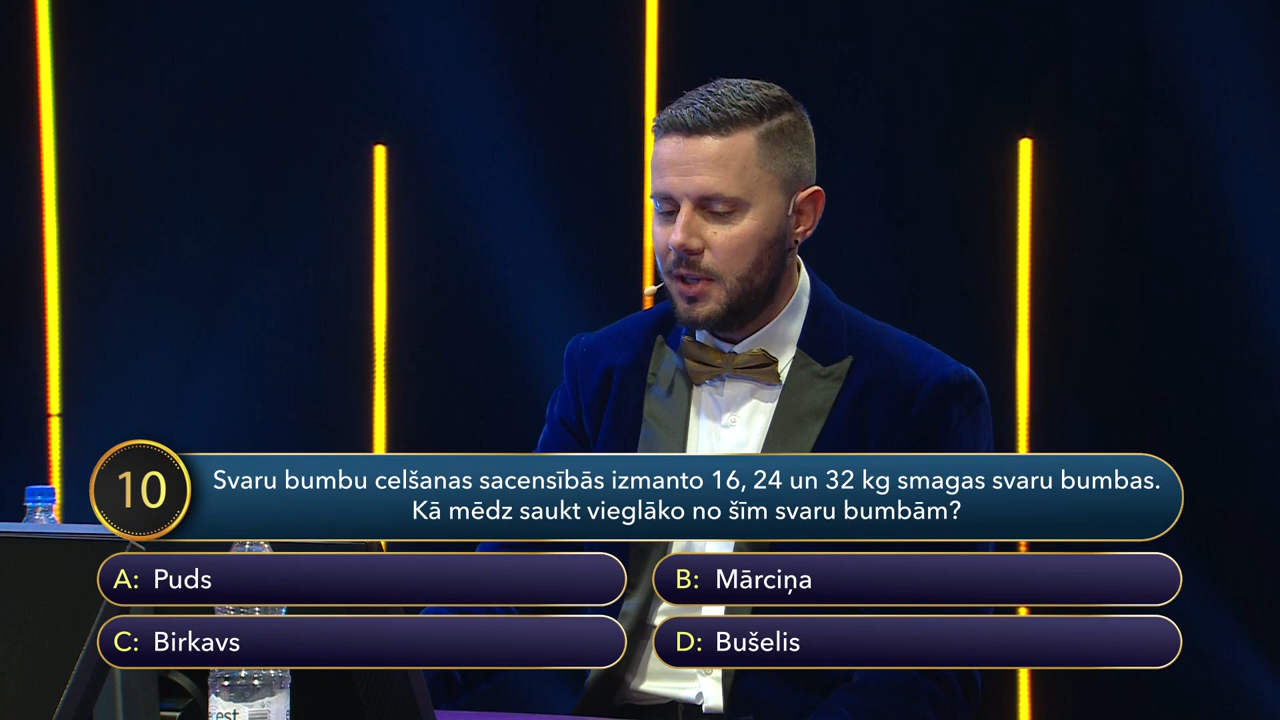 10
Svaru bumbu celšanas sacensībās izmanto 16, 24 un 32 kg smagas svaru bumbas.
Kā mēdz saukt vieglāko no šīm svaru bumbām?
A: Puds
B: Mārciņa
C: Birkavs
D: Bušelis
est